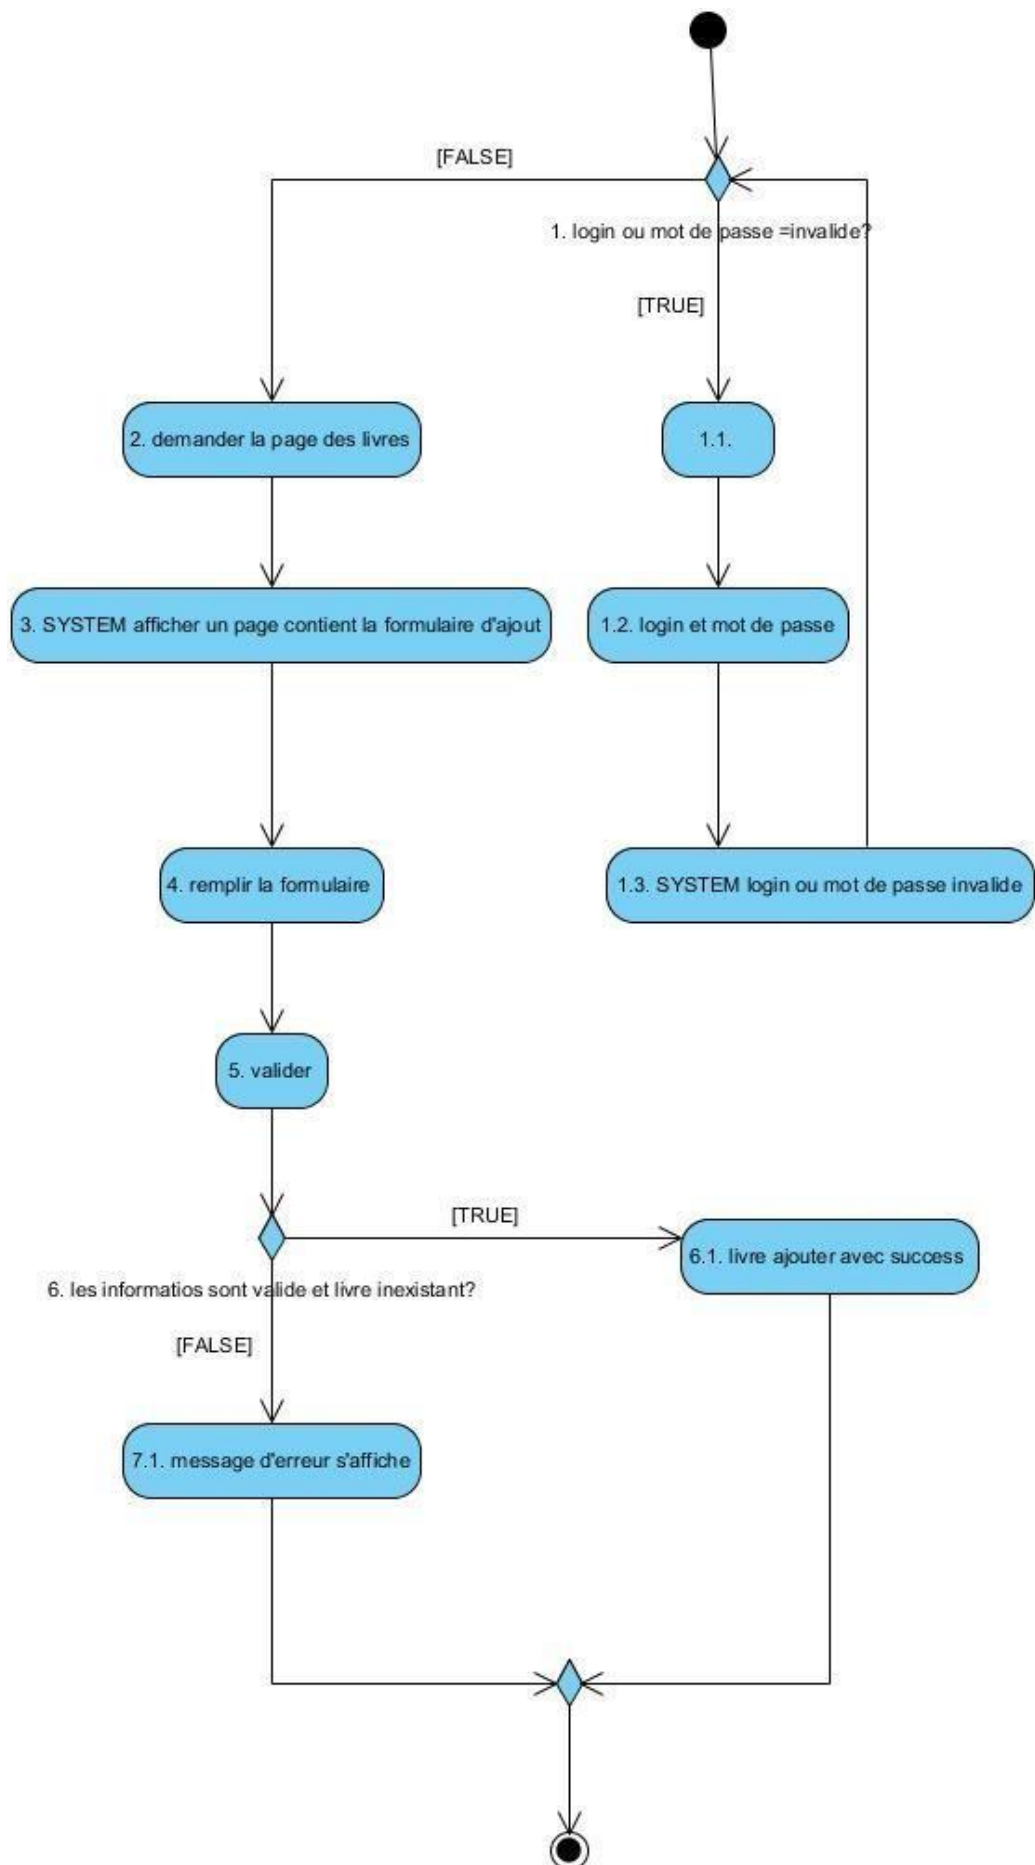 [FALSE]
1. login ou mot de passe =invalide?
[TRUE]
2. demander la page des livres
1.1.
3. SYSTEM afficher un page contient la formulaire d'ajout
1.2. login et mot de passe
4. remplir la formulaire
1.3. SYSTEM login ou mot de passe invalide
5. valider
[TRUE]
6.1. livre ajouter avec success
6. les informatios sont valide et livre inexistant?
[FALSE]
7.1. message d'erreur s'affiche